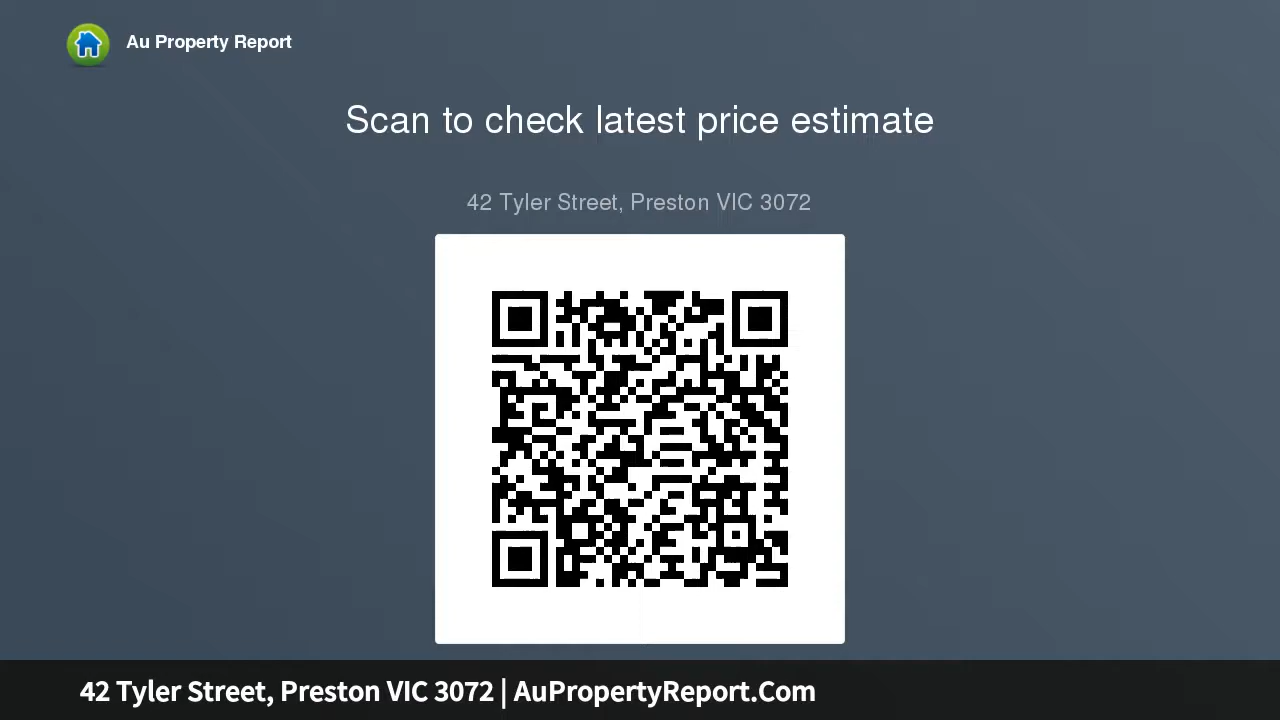 Au Property Report
Scan to check latest price estimate
42 Tyler Street, Preston VIC 3072
42 Tyler Street, Preston VIC 3072 | AuPropertyReport.Com